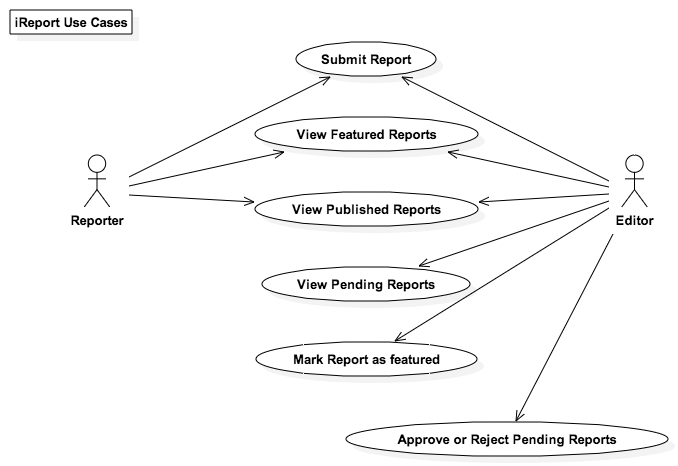 iReport Use Cases
Submit Report
View Featured Reports
Reporter
Editor
View Published Reports
View Pending Reports
Mark Report as featured
Approve or Reject Pending Reports